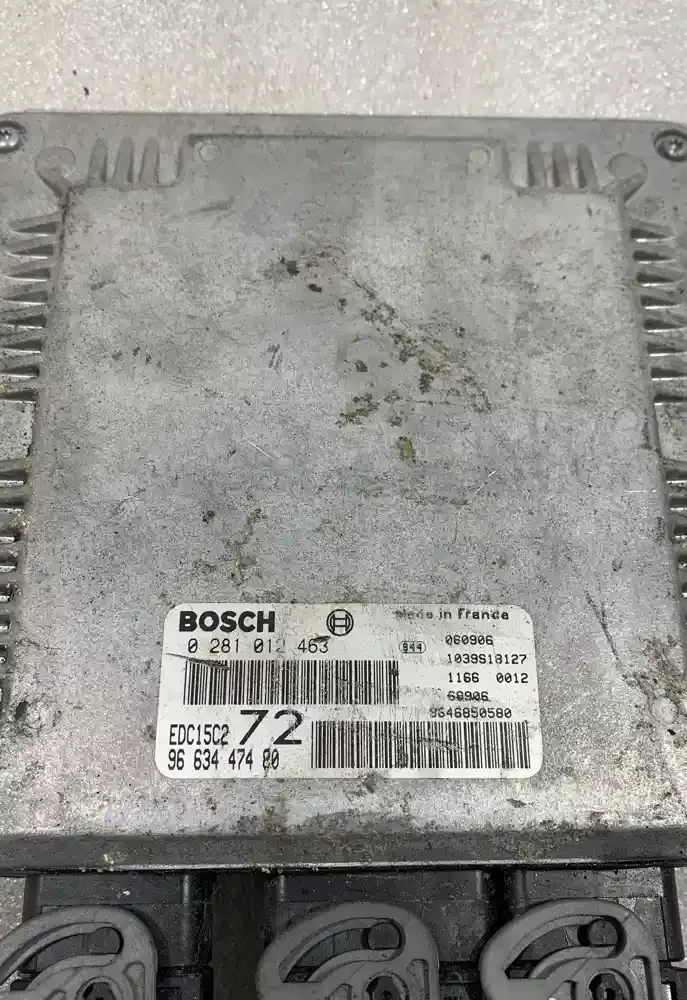 BOSCH
Made in France
0 281 012 463
944
060906
1039S18127
1166 0012
60906
9646850580
EDC15C2 72
96 634 474 80